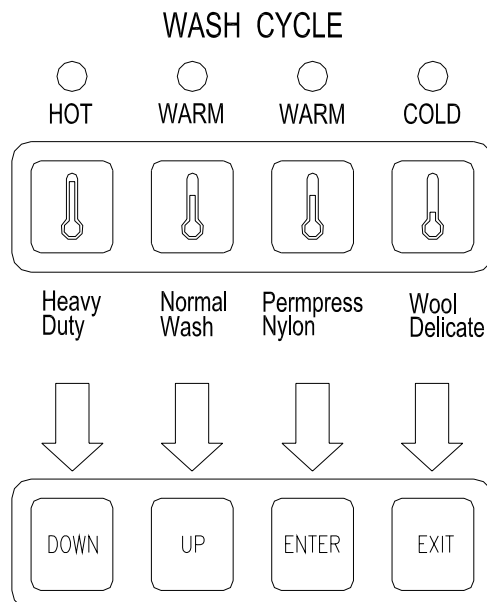 WASH CYCLE
HOT WARM WARM COLD
Heavy Duty
Normal Wash
Permpress Nylon
Wool Delicate
DOWN UP ENTER EXIT